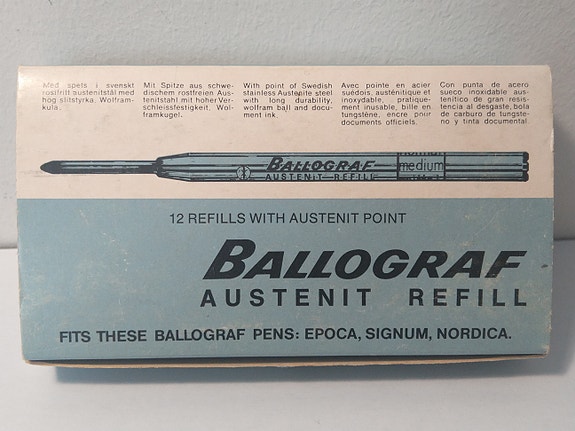 Med spets i svenskt
rostfritt austenitstål med
hög slitstyrka. Wolfram-
kula.
Mit Spitze aus schwe-
dischem rostfreien Aus-
tenitstahl mit hoher Ver-
schleissfestigkeit. Wol-
framkugel.
With point of Swedish
stainless Austenite steel
with long durability,
wolfram ball and docu-
ment ink.
Avec pointe en acier
suédois, austénitique et
inoxydable, pratique-
ment inusable, bille en
tungstène, encre pour
documents officiels.
Con punta de acero
sueco inoxidable aus-
tenítico de gran resis-
tencia al desgaste, bola
de carburo de tungste-
no y tinta documental.
BALLOGRAF
AUSTENIT REFILL
medium
12 REFILLS WITH AUSTENIT POINT
BALLOGRAF
AUSTENIT REFILL
FITS THESE BALLOGRAF PENS: EPOCA, SIGNUM, NORDICA.